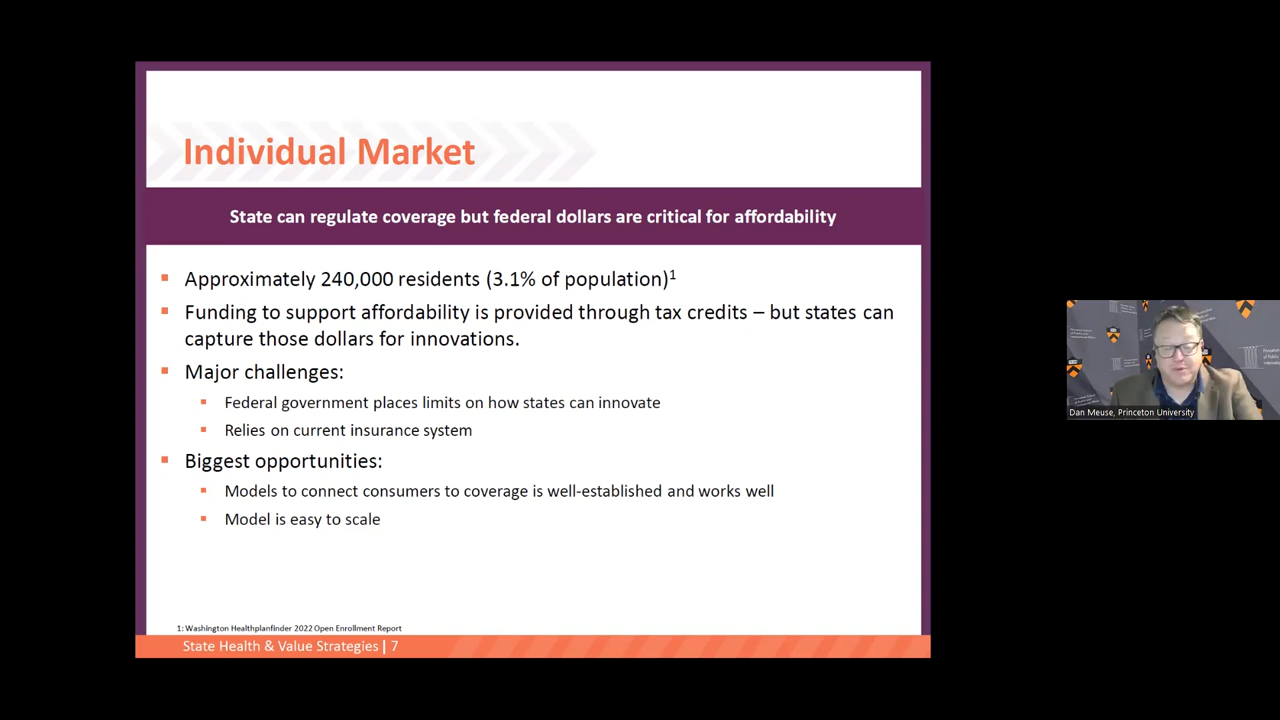 Individual Market
State can regulate coverage but federal dollars are critical for affordability
Approximately 240,000 residents (3.1% of population)1
Funding to support affordability is provided through tax credits – but states can
capture those dollars for innovations.
Major challenges:
Federal government places limits on how states can innovate
Relies on current insurance system
Biggest opportunities:
Models to connect consumers to coverage is well-established and works well
Model is easy to scale
1: Washington Healthplanfinder 2022 Open Enrollment Report
State Health & Value Strategies | 7
Dan Meuse, Princeton University